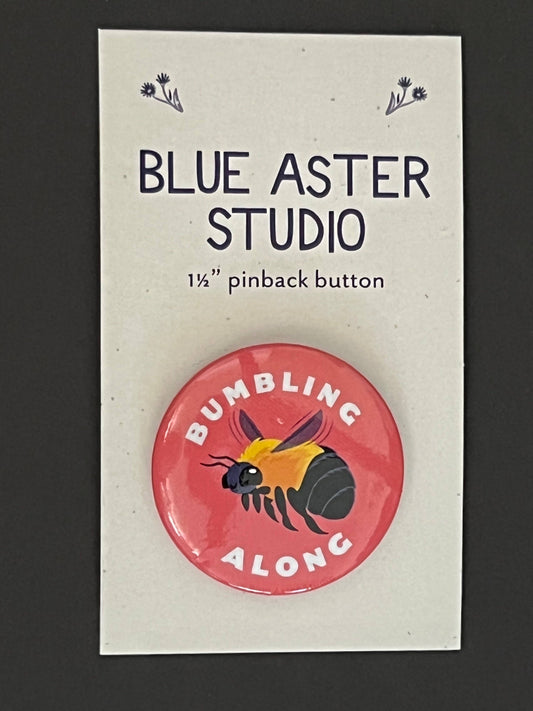 BLUE ASTER
STUDIO
1½” pinback button
BUMBLING
ALONG